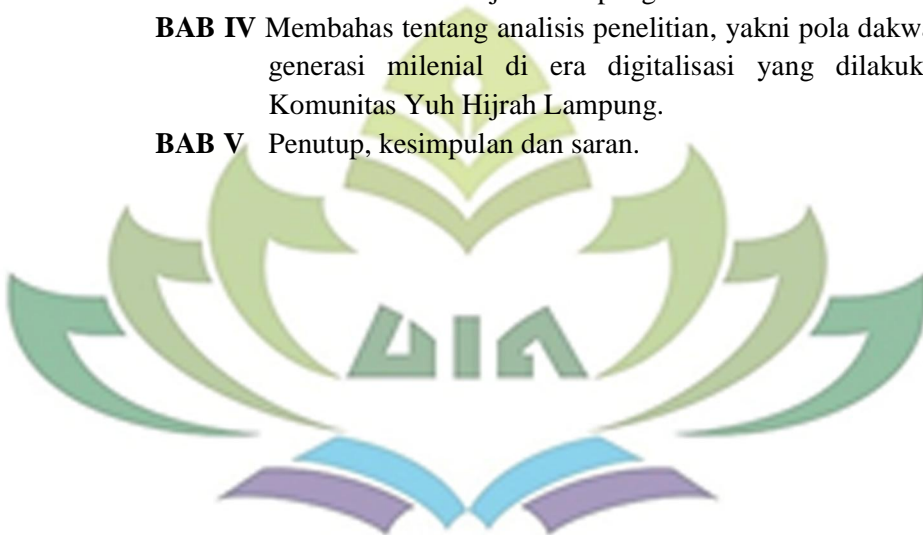 BAB IV Membahas tentang analisis penelitian, yakni pola dakw
generasi milenial di era digitalisasi yang dilakuk
Komunitas Yuh Hijrah Lampung.
BAB V Penutup, kesimpulan dan saran.
UIN